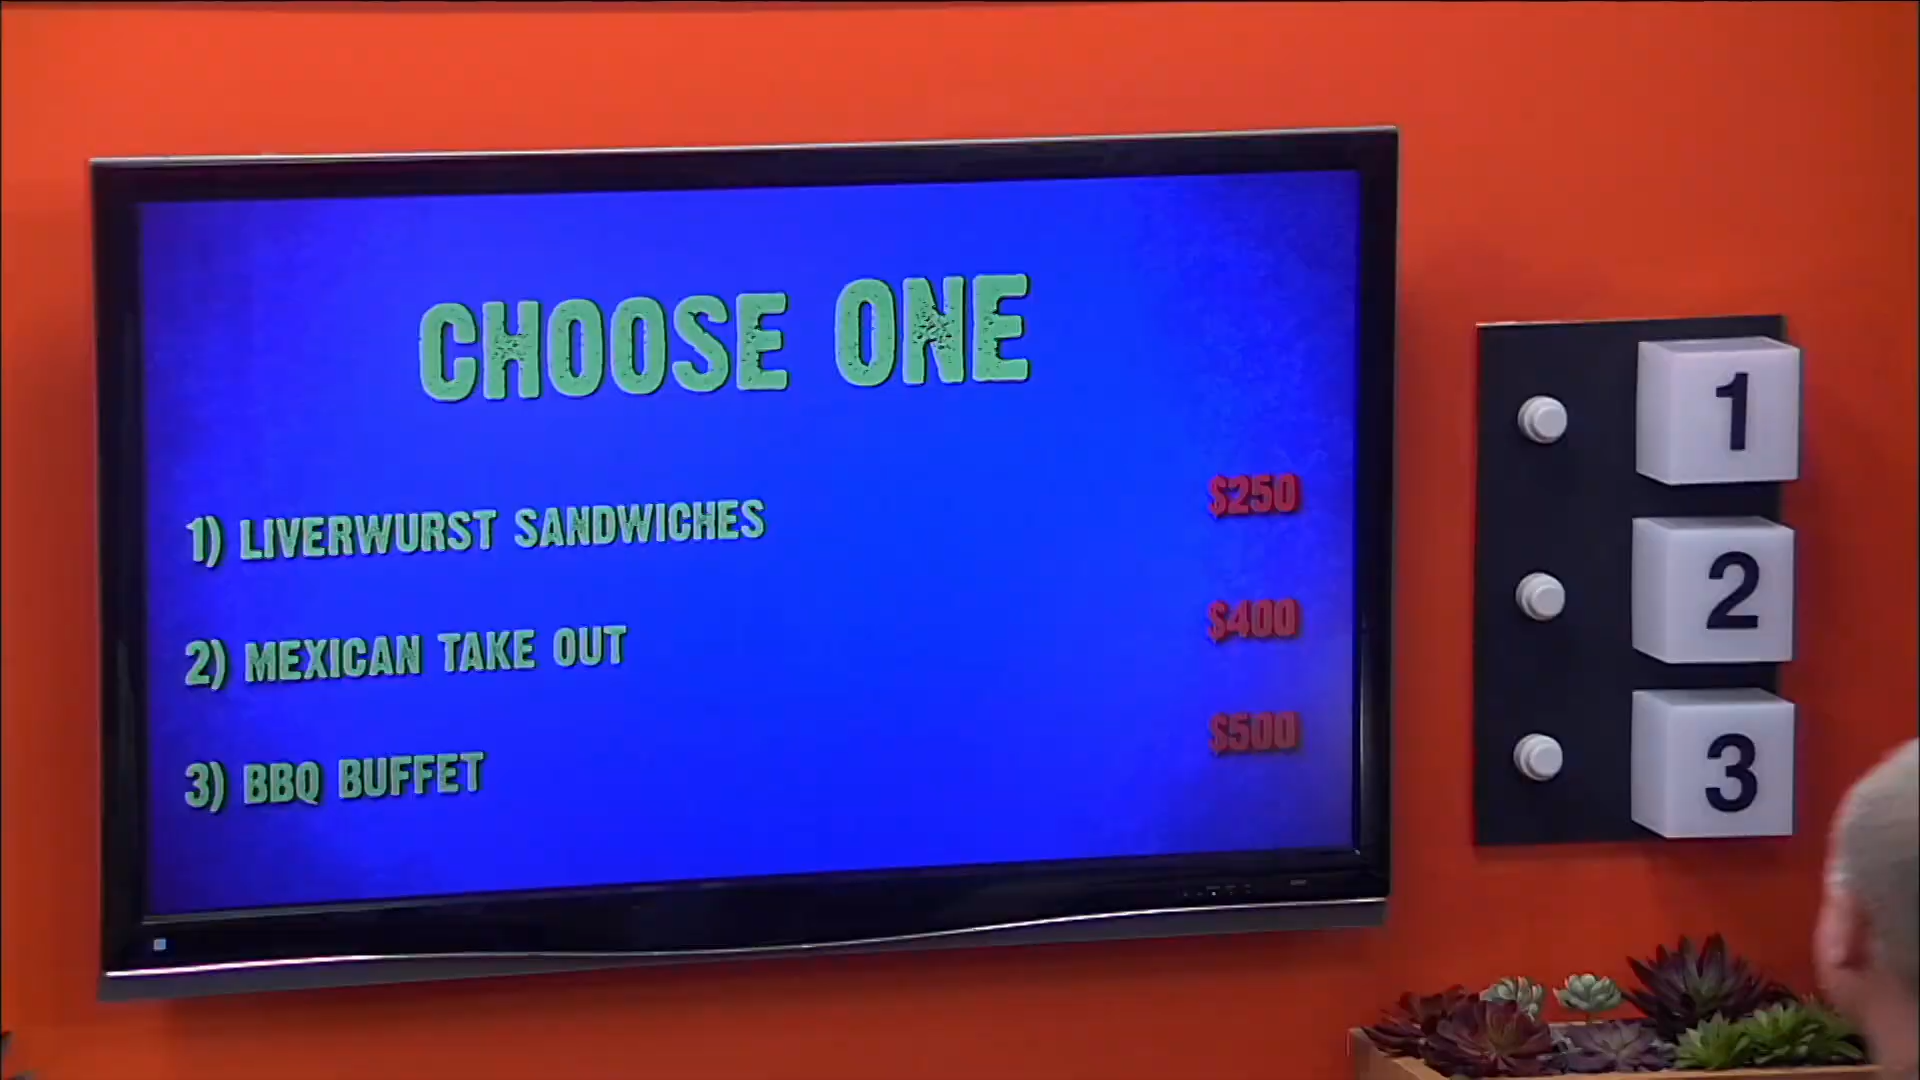 CHOOSE ONE
1) LIVERWURST SANDWICHES $250
2) MEXICAN TAKE OUT $400
3) BBQ BUFFET $500
1
2
3